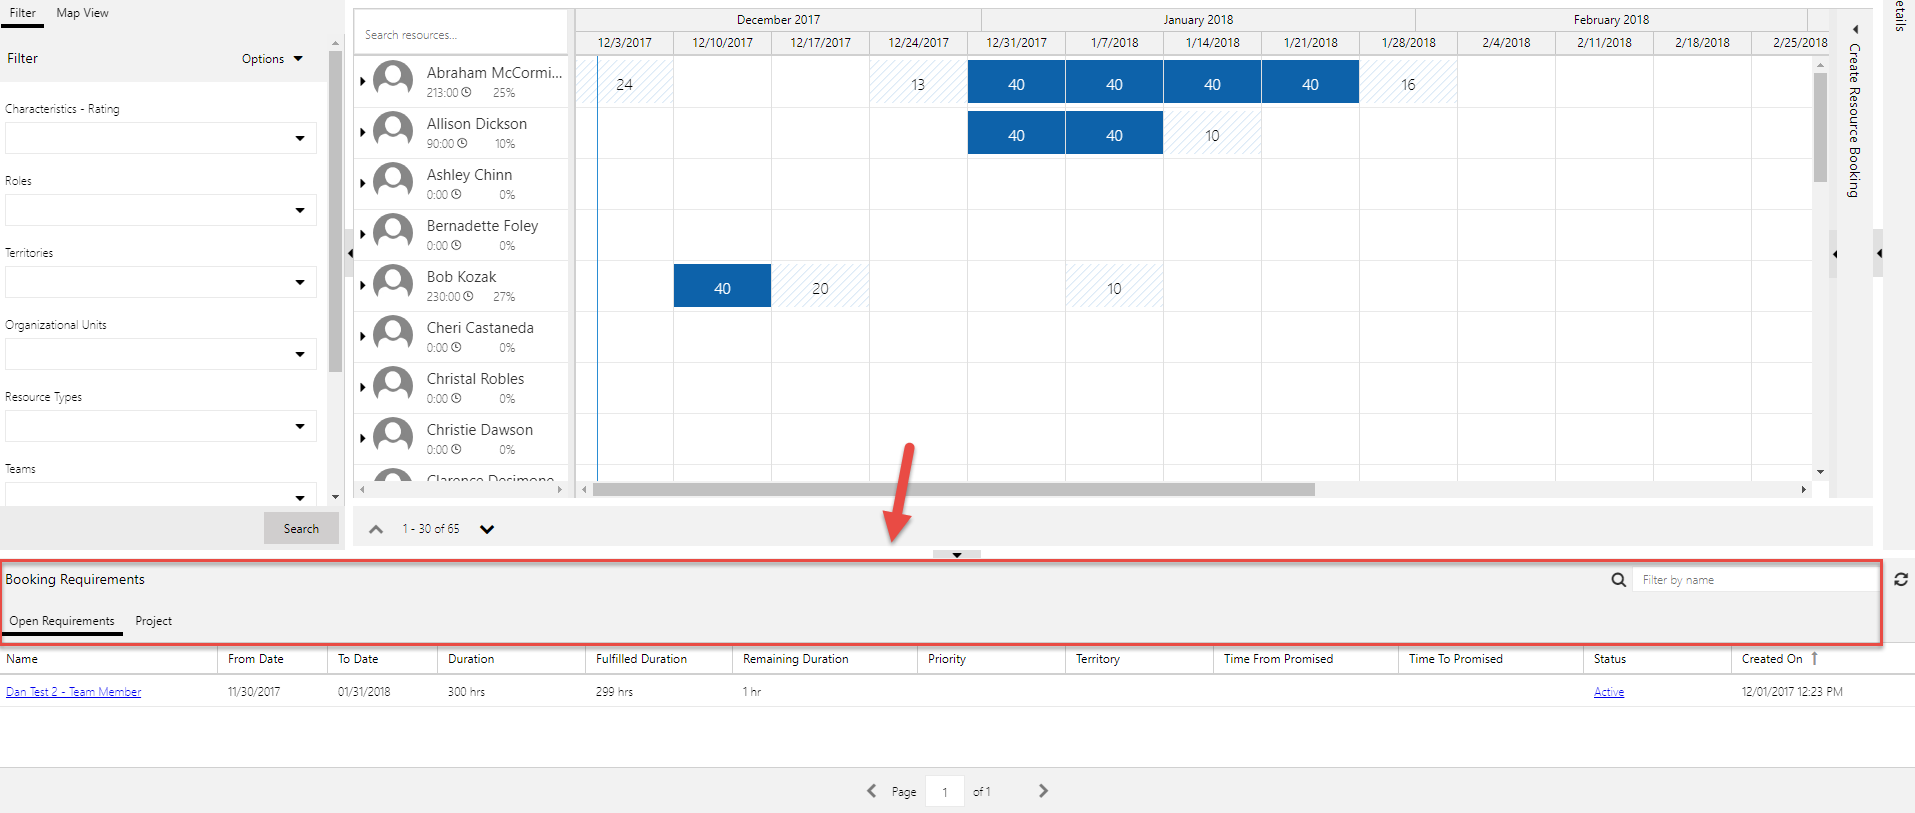 Filter Map View
Filter Options
Characteristics - Rating
Roles
Territories
Organizational Units
Resource Types
Teams
Search
Search resources...
December 2017 January 2018 February 2018
12/3/2017 12/10/2017 12/17/2017 12/24/2017 12/31/2017 1/7/2018 1/14/2018 1/21/2018 1/28/2018 2/4/2018 2/11/2018 2/18/2018 2/25/2018
Abraham McCormi...
213:00 25%
24 13 40 40 40 40 16
Allison Dickson
90:00 10%
40 40 10
Ashley Chinn
0:00 0%
Bernadette Foley
0:00 0%
Bob Kozak
230:00 27%
40 20 10
Cheri Castaneda
0:00 0%
Christal Robles
0:00 0%
Christie Dawson
0:00 0%
Clarence Desimone
1 - 30 of 65
Create Resource Booking
etails
Booking Requirements
Filter by name
Open Requirements Project
Name From Date To Date Duration Fulfilled Duration Remaining Duration Priority Territory Time From Promised Time To Promised Status Created On
Dan Test 2 - Team Member 11/30/2017 01/31/2018 300 hrs 299 hrs 1 hr Active 12/01/2017 12:23 PM
Page 1 of 1